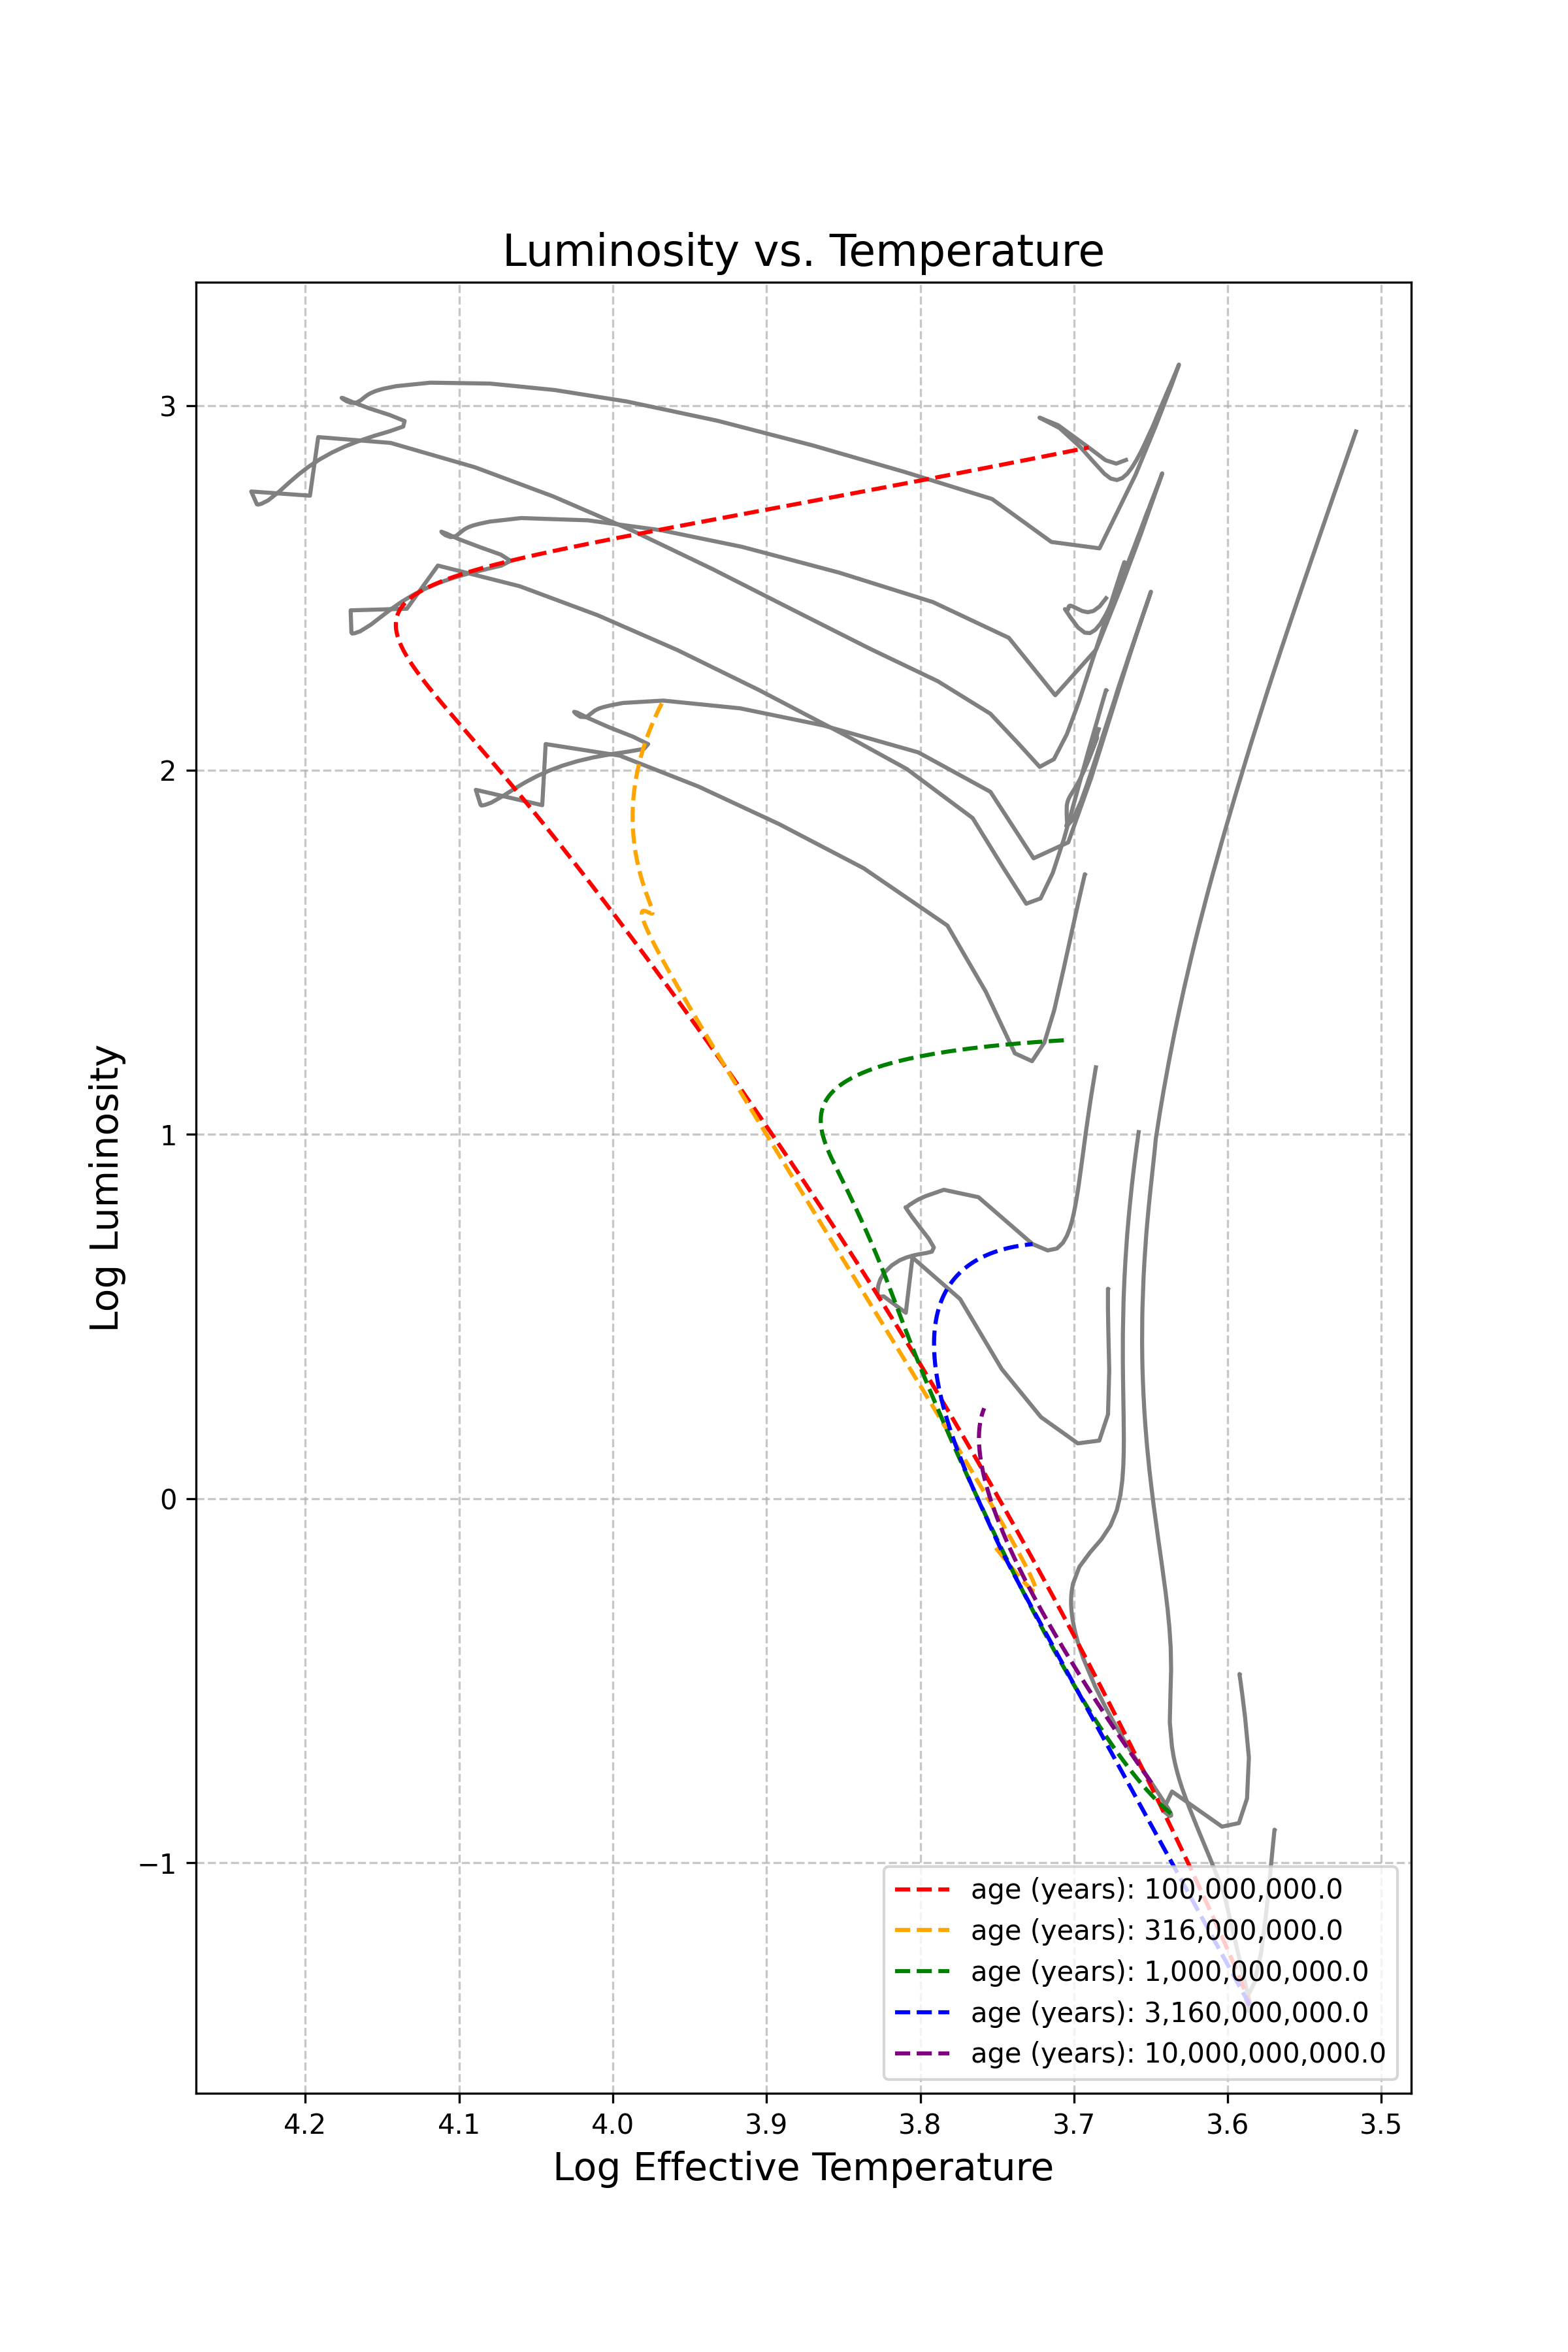 Luminosity vs. Temperature
Log Luminosity
3
2
1
0
−1
4.2 4.1 4.0 3.9 3.8 3.7 3.6 3.5
Log Effective Temperature
age (years): 100,000,000.0
age (years): 316,000,000.0
age (years): 1,000,000,000.0
age (years): 3,160,000,000.0
age (years): 10,000,000,000.0